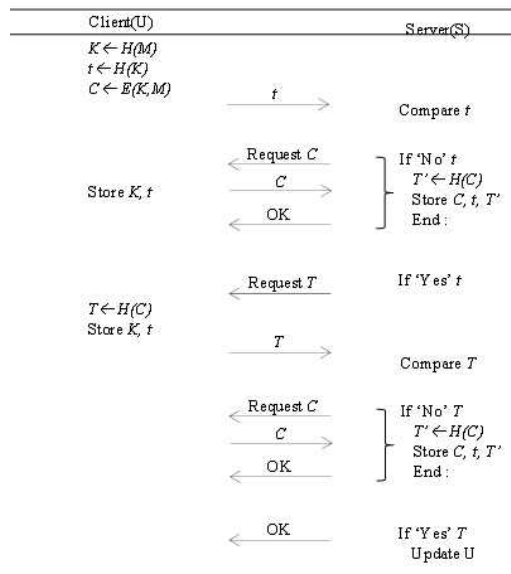 Client(U) Server(S)
K ← H(M)
t ← H(K)
C ← E(K,M)
t
Compare t
Request C If ‘No’ t
T’ ← H(C)
Store K, t C Store C, t, T’
OK End :
Request T If ‘Yes’ t
T ← H(C)
Store K, t
T
Compare T
Request C If ‘No’ T
T’ ← H(C)
C Store C, t, T’
OK End :
OK If ‘Yes’ T
Update U